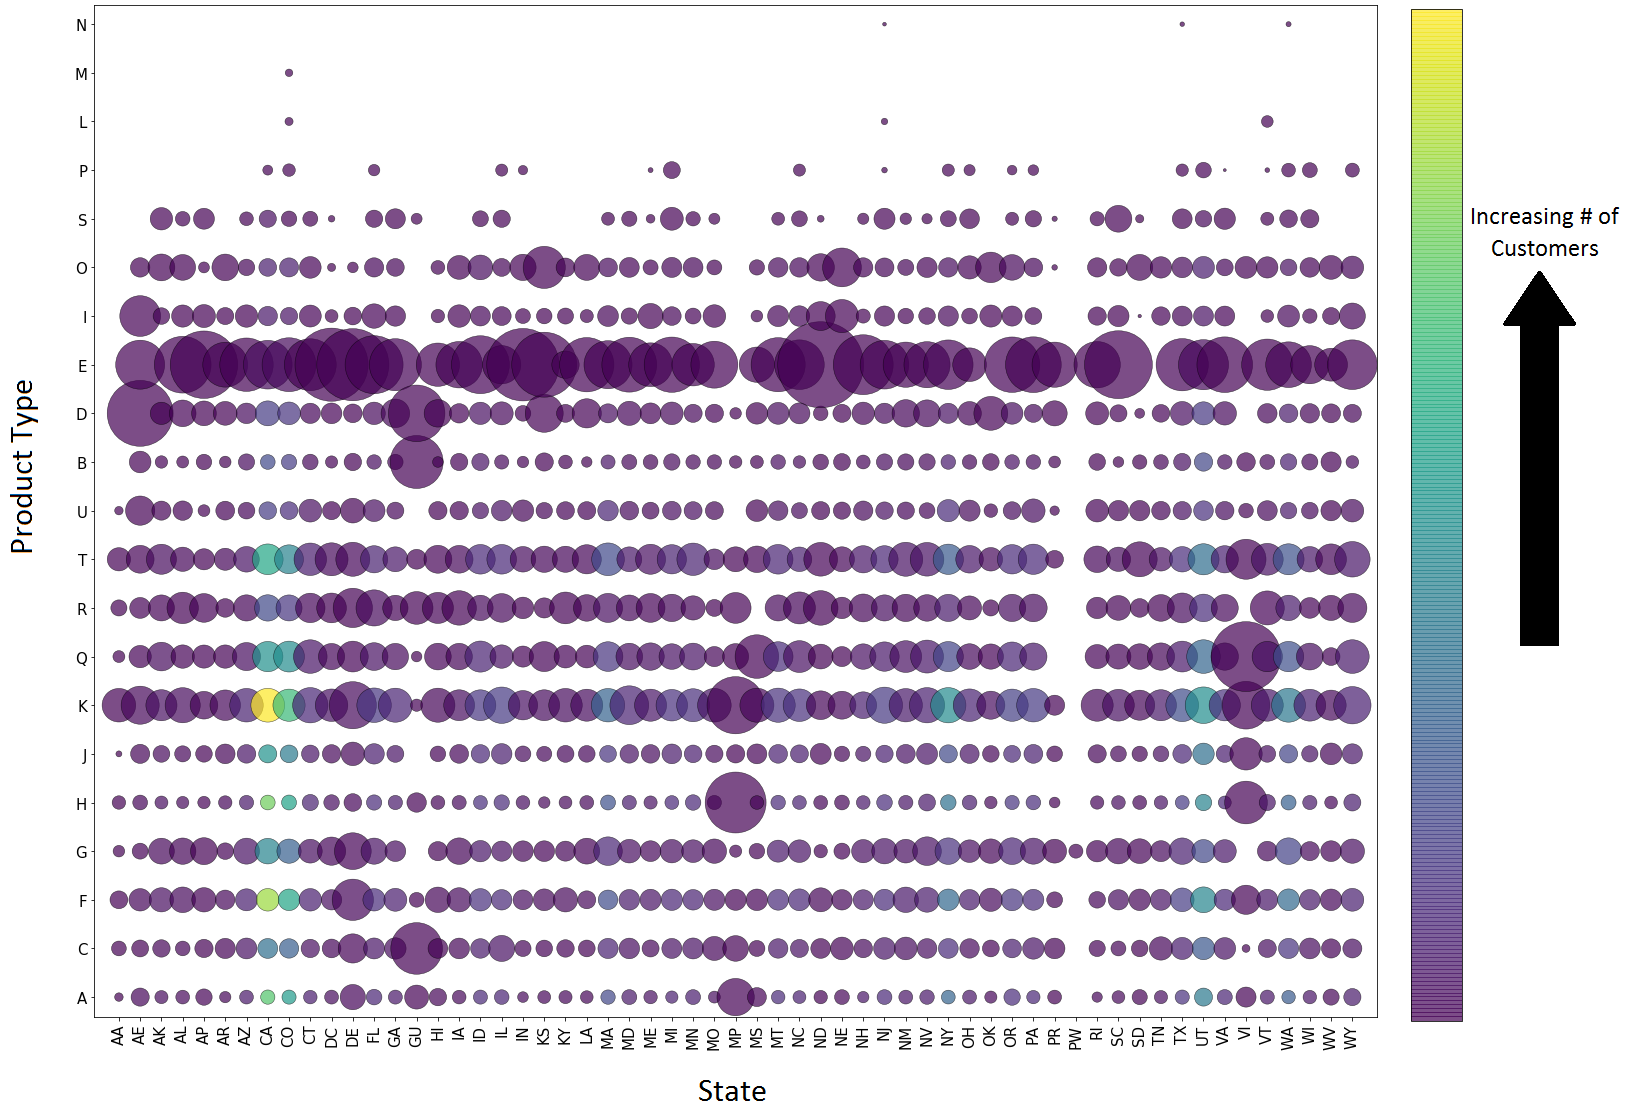 N
M
L
P
S
O
I
E
D
B
U
T
R
Q
K
J
H
G
F
C
A
Product Type
AA AE AK AL AP AR AZ CA CO CT DC DE FL GA GU HI IA ID IL IN KS KY LA MA MD ME MI MN MO MP MS MT NC ND NE NH NJ NM NV NY OH OK OR PA PR PW RI SC SD TN TX UT VA VI VT WA WI WV WY
State
Increasing # of
Customers